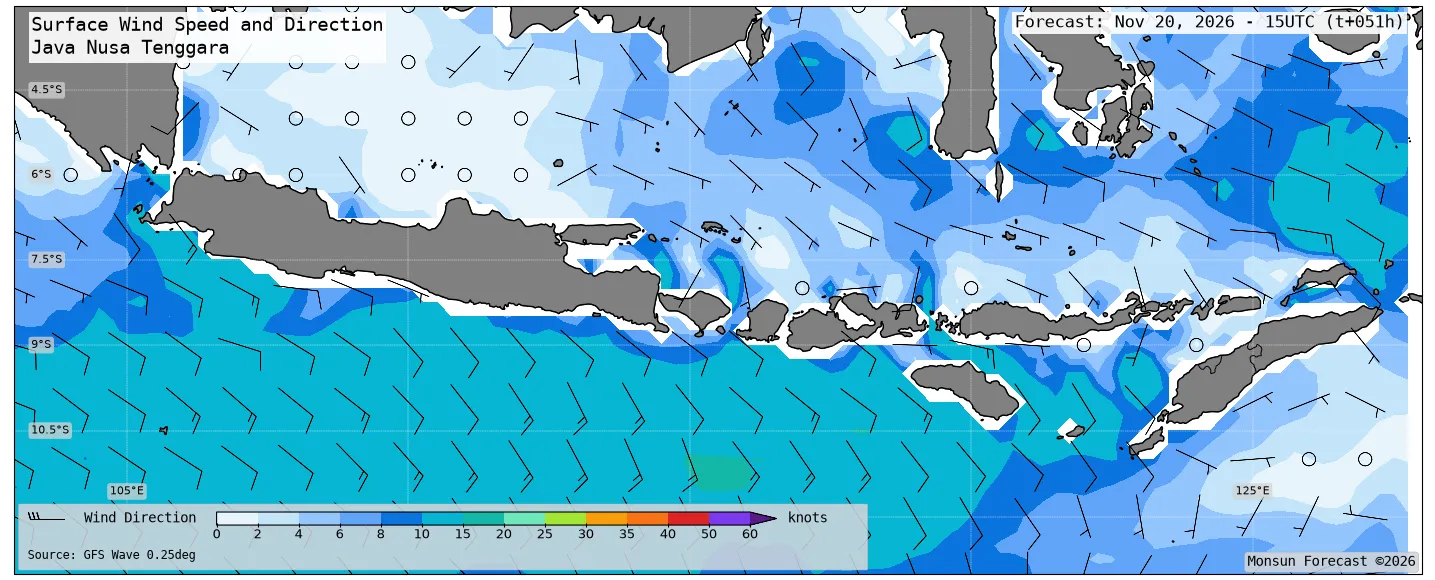 Surface Wind Speed and Direction
Java Nusa Tenggara
Forecast: Nov 20, 2026 - 15UTC (t+051h)
4.5°S
6°S
7.5°S
9°S
10.5°S
105°E
125°E
Wind Direction
0 2 4 6 8 10 15 20 25 30 35 40 50 60
knots
Source: GFS Wave 0.25deg
Monsun Forecast ©2026